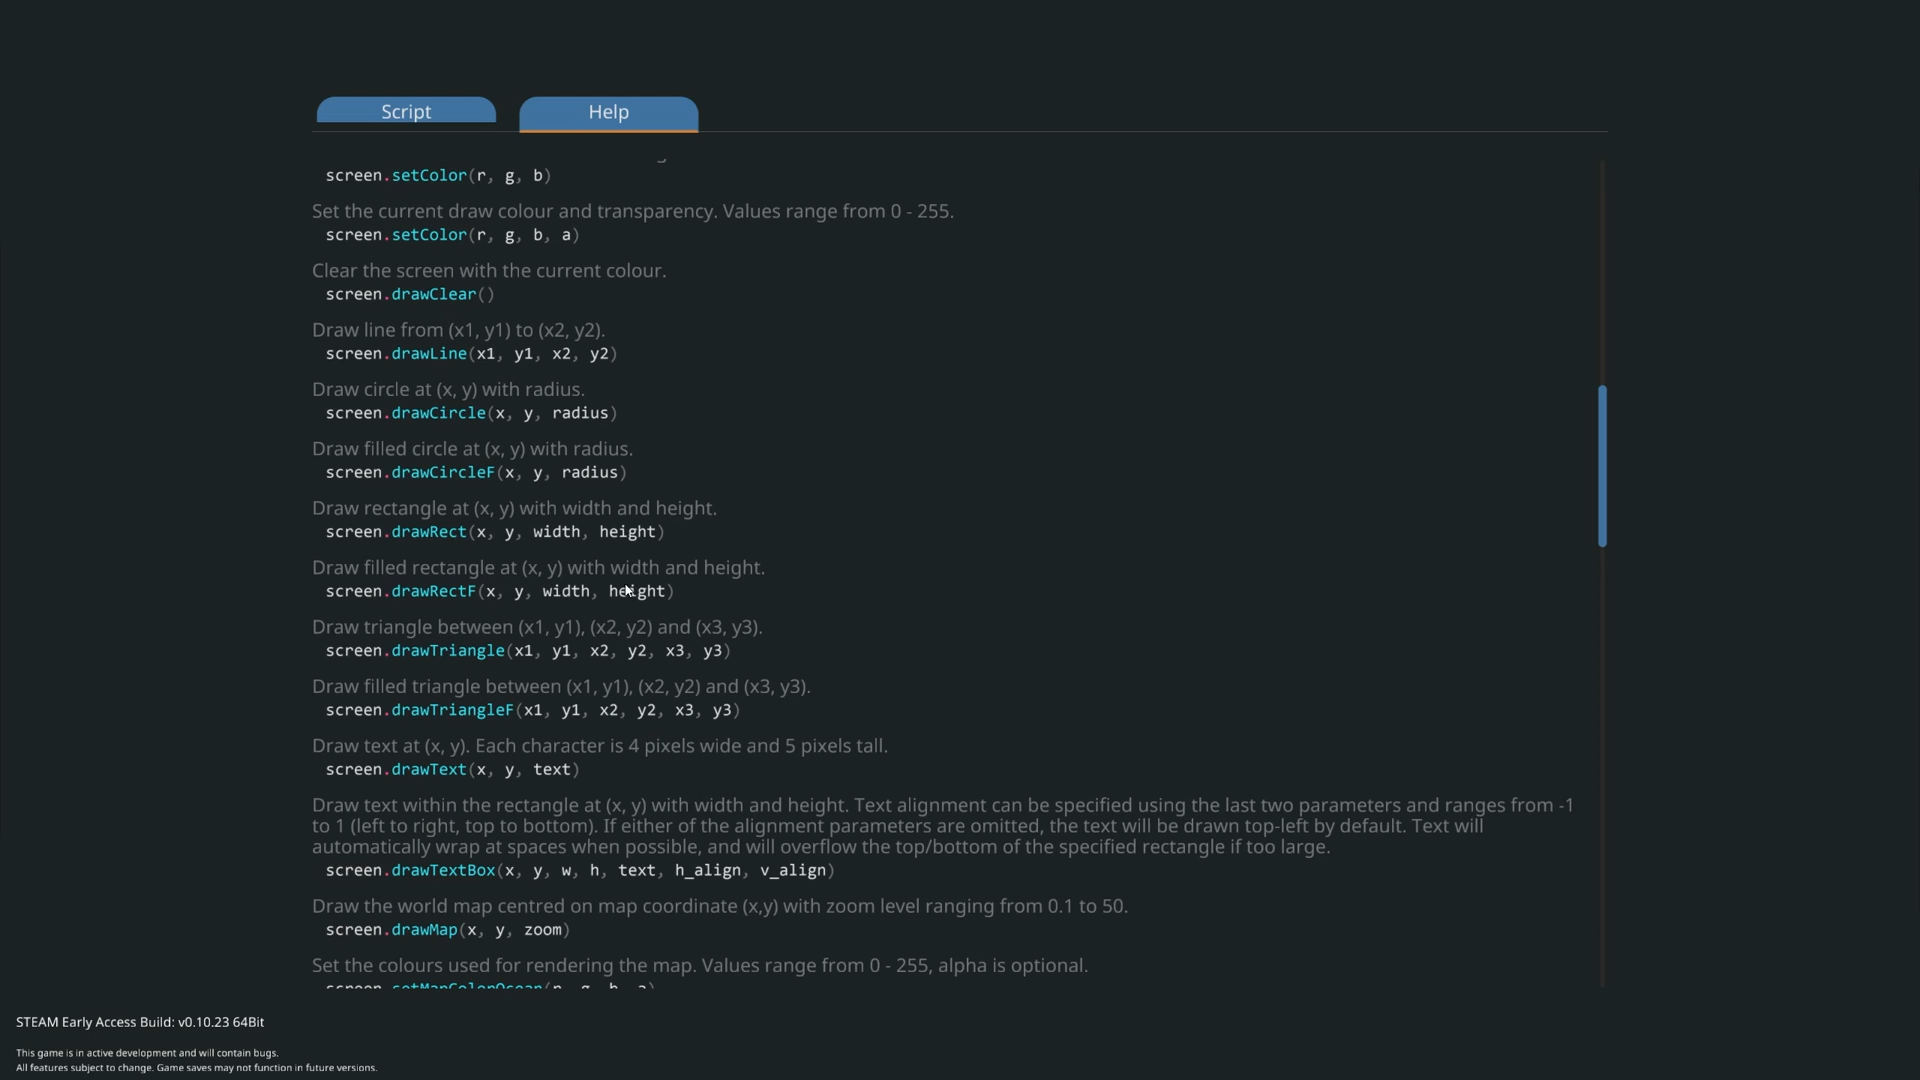 Script
Help
screen.setColor(r, g, b)
Set the current draw colour and transparency. Values range from 0 - 255.
screen.setColor(r, g, b, a)
Clear the screen with the current colour.
screen.drawClear()
Draw line from (x1, y1) to (x2, y2).
screen.drawLine(x1, y1, x2, y2)
Draw circle at (x, y) with radius.
screen.drawCircle(x, y, radius)
Draw filled circle at (x, y) with radius.
screen.drawCircleF(x, y, radius)
Draw rectangle at (x, y) with width and height.
screen.drawRect(x, y, width, height)
Draw filled rectangle at (x, y) with width and height.
screen.drawRectF(x, y, width, height)
Draw triangle between (x1, y1), (x2, y2) and (x3, y3).
screen.drawTriangle(x1, y1, x2, y2, x3, y3)
Draw filled triangle between (x1, y1), (x2, y2) and (x3, y3).
screen.drawTriangleF(x1, y1, x2, y2, x3, y3)
Draw text at (x, y). Each character is 4 pixels wide and 5 pixels tall.
screen.drawText(x, y, text)
Draw text within the rectangle at (x, y) with width and height. Text alignment can be specified using the last two parameters and ranges from -1
to 1 (left to right, top to bottom). If either of the alignment parameters are omitted, the text will be drawn top-left by default. Text will
automatically wrap at spaces when possible, and will overflow the top/bottom of the specified rectangle if too large.
screen.drawTextBox(x, y, w, h, text, h_align, v_align)
Draw the world map centred on map coordinate (x,y) with zoom level ranging from 0.1 to 50.
screen.drawMap(x, y, zoom)
Set the colours used for rendering the map. Values range from 0 - 255, alpha is optional.
screen.setMapColorOcean(r, g, b, a)
STEAM Early Access Build: v0.10.23 64Bit
This game is in active development and will contain bugs.
All features subject to change. Game saves may not function in future versions.